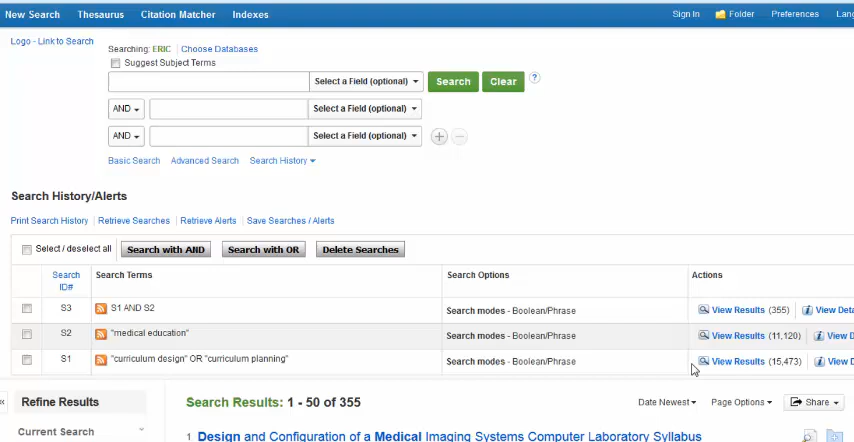 New Search Thesaurus Citation Matcher Indexes Sign In Folder Preferences
Logo - Link to Search
Searching: ERIC Choose Databases
Suggest Subject Terms
Select a Field (optional) Search Clear ?
AND Select a Field (optional)
AND Select a Field (optional)
Basic Search Advanced Search Search History
Search History/Alerts
Print Search History Retrieve Searches Retrieve Alerts Save Searches / Alerts
Select / deselect all Search with AND Search with OR Delete Searches
Search ID# Search Terms Search Options Actions
S3 S1 AND S2 Search modes - Boolean/Phrase View Results (355) View
S2 "medical education" Search modes - Boolean/Phrase View Results (11,120) View
S1 "curriculum design" OR "curriculum planning" Search modes - Boolean/Phrase View Results (15,473) View
« Refine Results Search Results: 1 - 50 of 355 Date Newest Page Options Share
Current Search
1 Design and Configuration of a Medical Imaging Systems Computer Laboratory Syllabus